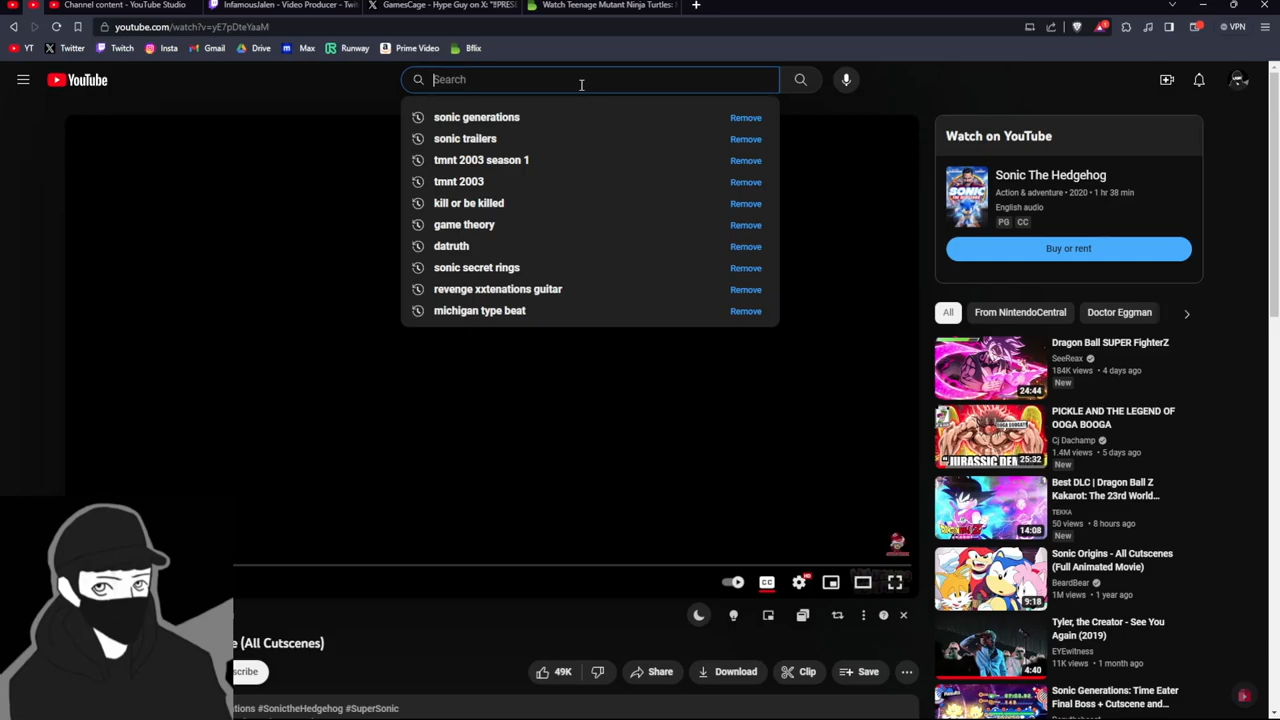 Channel content - YouTube Studio
InfamousJalen - Video Producer - Twi
GamesCage - Hype Guy on X: "‼PRES
Watch Teenage Mutant Ninja Turtles:
youtube.com/watch?v=yE7pDteYaaM
VPN
YT
Twitter
Twitch
Insta
Gmail
Drive
Max
Runway
Prime Video
Bflix
YouTube
Search
sonic generations
Remove
sonic trailers
Remove
tmnt 2003 season 1
Remove
tmnt 2003
Remove
kill or be killed
Remove
game theory
Remove
datruth
Remove
sonic secret rings
Remove
revenge xxtenations guitar
Remove
michigan type beat
Remove
Watch on YouTube
Sonic The Hedgehog
Action & adventure • 2020 • 1 hr 38 min
English audio
PG CC
Buy or rent
All
From NintendoCentral
Doctor Eggman
Dragon Ball SUPER FighterZ
SeeReax
184K views • 4 days ago
New
24:44
PICKLE AND THE LEGEND OF
OOGA BOOGA
Cj Dachamp
1.4M views • 5 days ago
New
"JURASSIC DEA
25:32
Best DLC | Dragon Ball Z
Kakarot: The 23rd World...
TEKKA
50 views • 8 hours ago
New
14:08
Sonic Origins - All Cutscenes
(Full Animated Movie)
BeardBear
1M views • 1 year ago
9:18
Tyler, the Creator - See You
Again (2019)
EYEwitness
11K views • 1 month ago
4:40
Sonic Generations: Time Eater
Final Boss + Cutscene and...
CC
e (All Cutscenes)
scribe
49K
Share
Download
Clip
Save
ations #SonictheHedgehog #SuperSonic